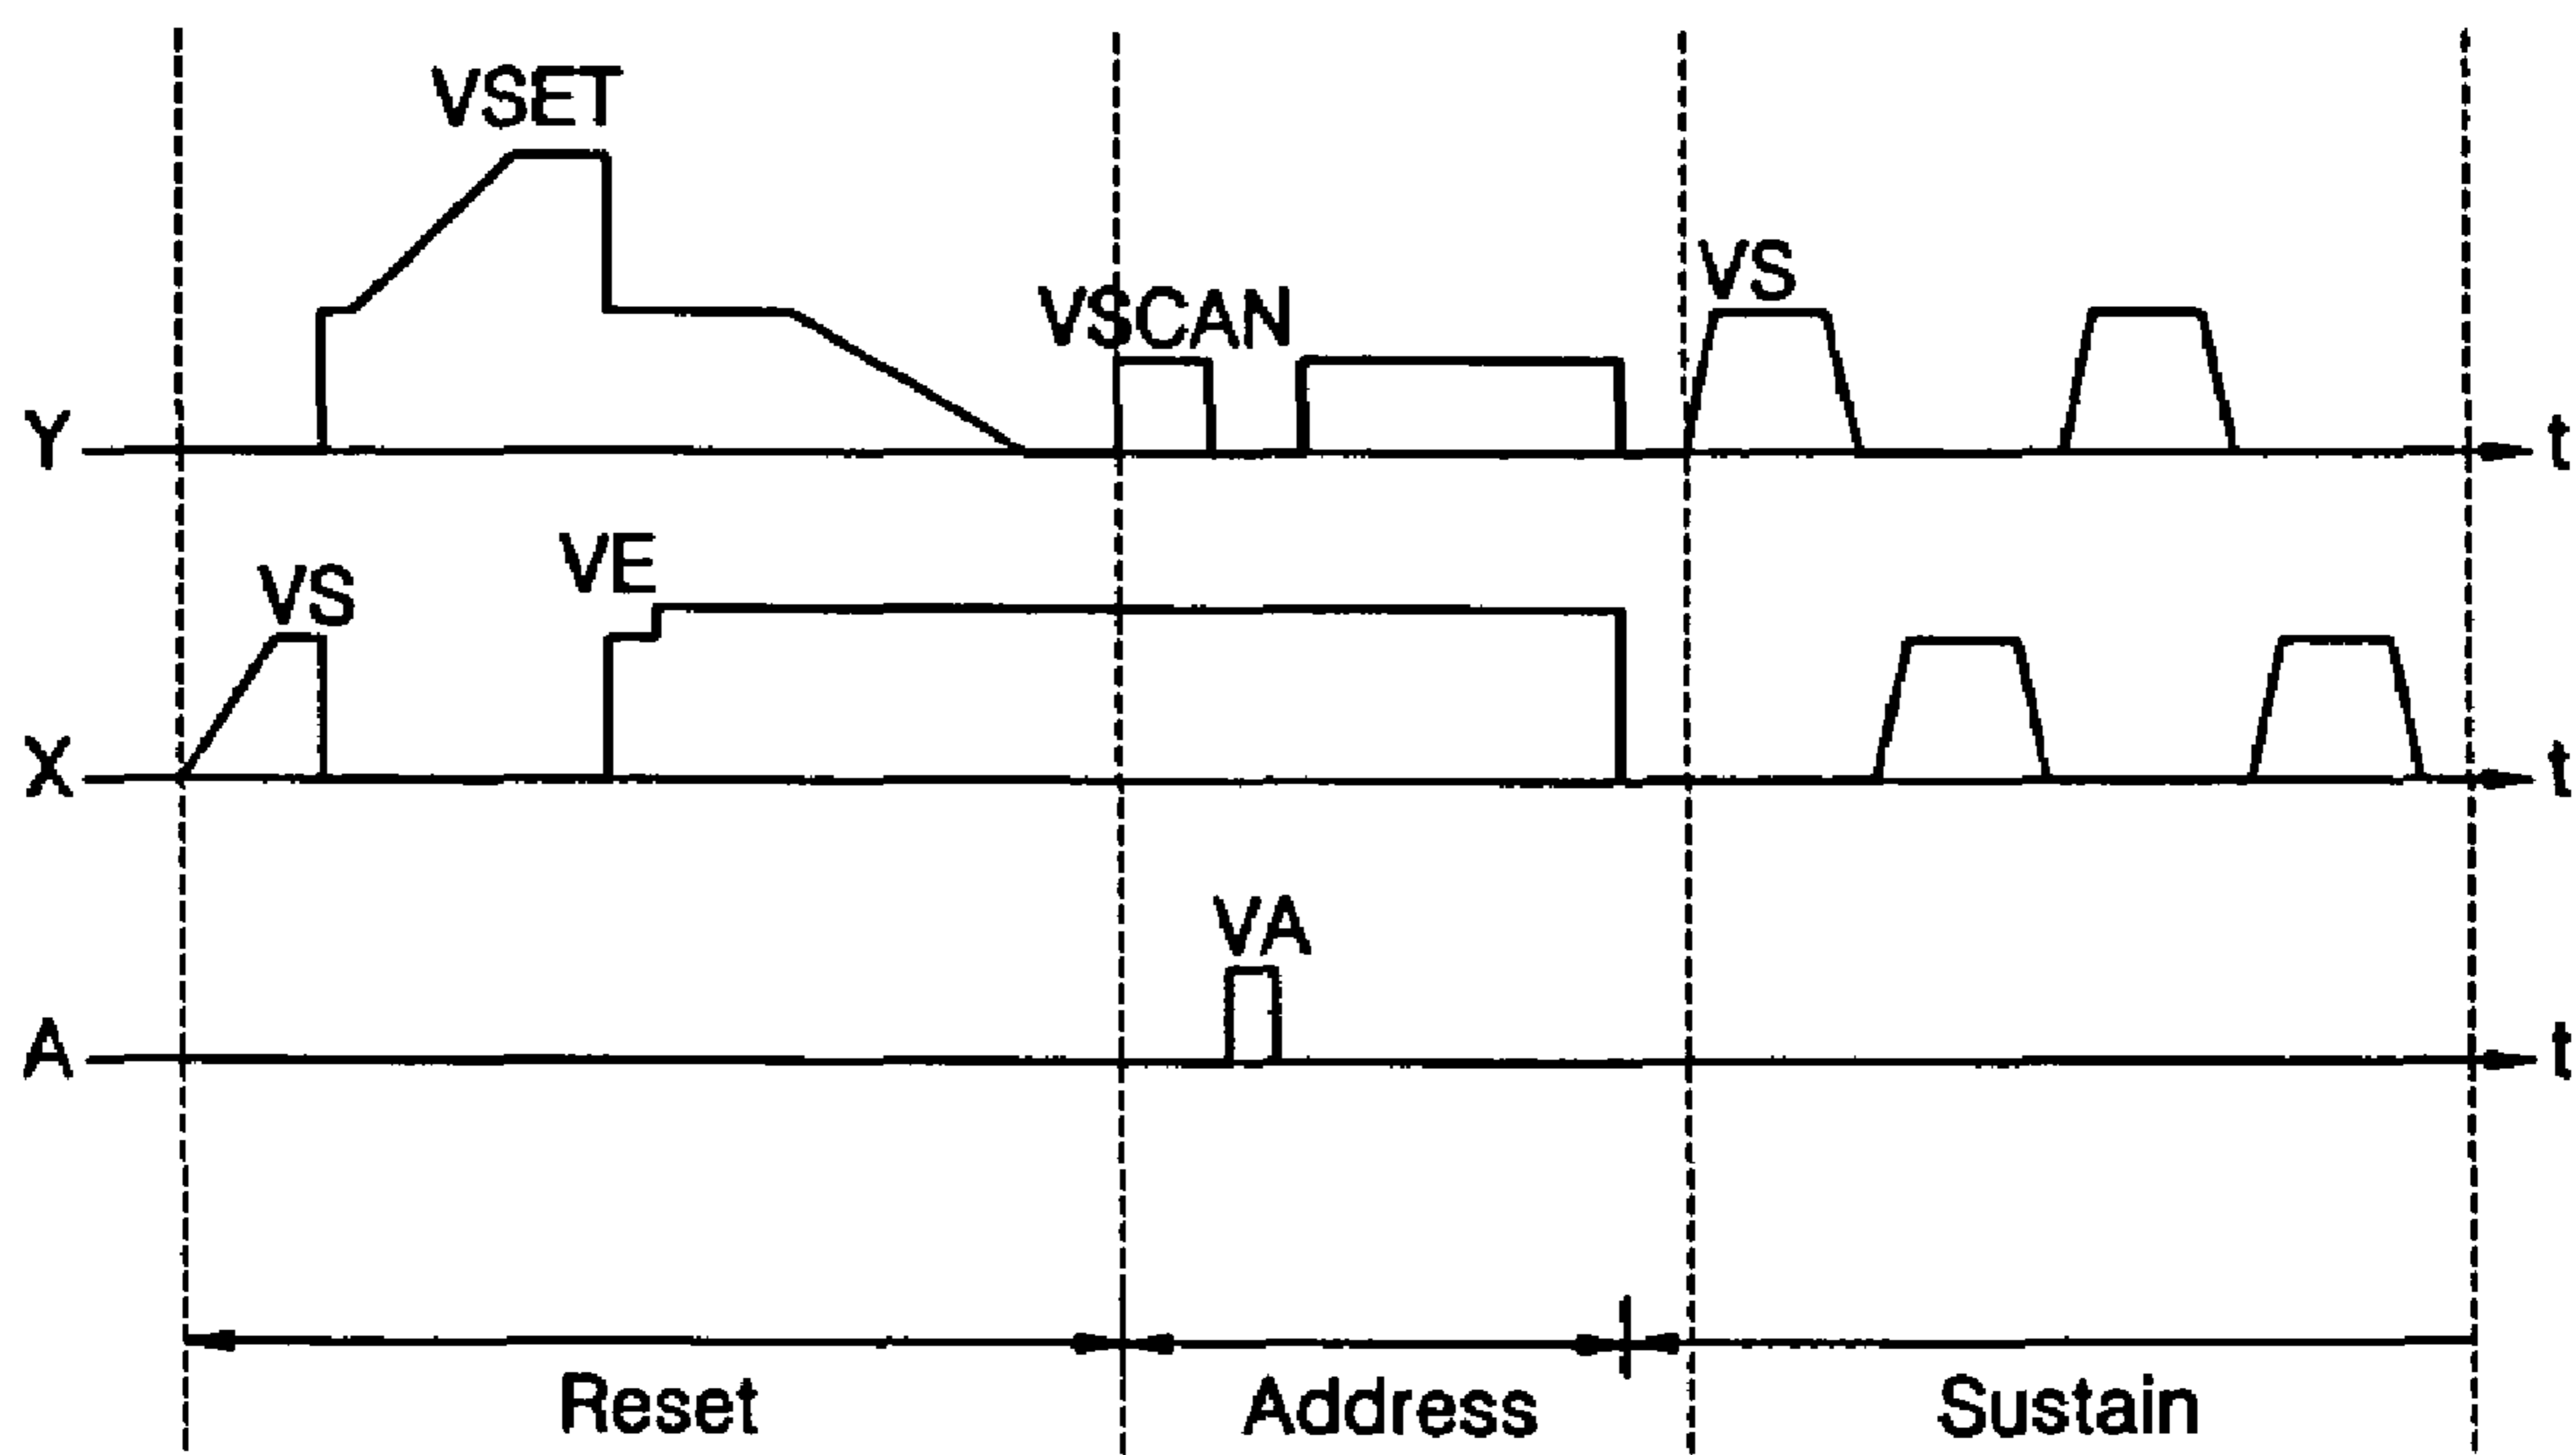 VSET
VSCAN
VS
Y
t
VS
VE
X
t
VA
A
t
Reset
Address
Sustain